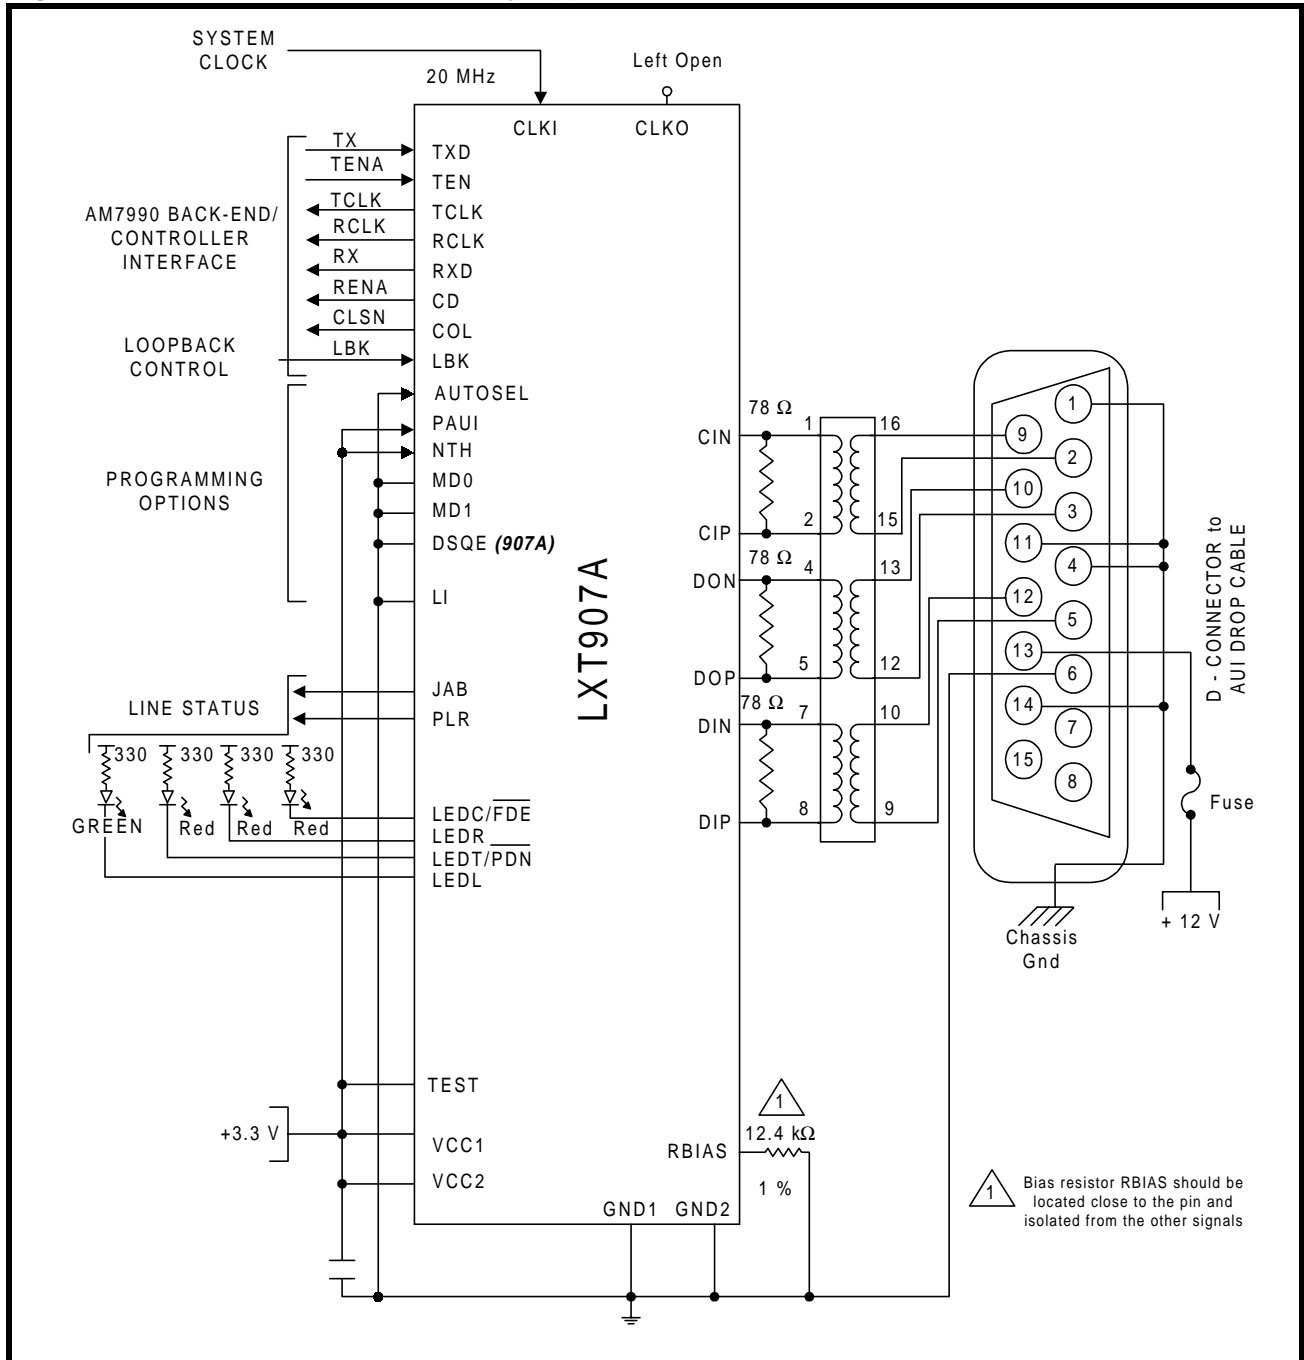 SYSTEM
CLOCK
20 MHz
Left Open
CLKI
CLKO
TX
TXD
TENA
TEN
TCLK
TCLK
RCLK
RCLK
RX
RXD
RENA
CD
CLSN
COL
LBK
LBK
AM7990 BACK-END/
CONTROLLER
INTERFACE
LOOPBACK
CONTROL
AUTOSEL
PAUI
NTH
MD0
MD1
DSQE (907A)
LI
PROGRAMMING
OPTIONS
LXT907A
JAB
PLR
LINE STATUS
330
330
330
330
GREEN
Red
Red
Red
LEDC/FDE
LEDR
LEDT/PDN
LEDL
CIN
CIP
DON
DOP
DIN
DIP
78 Ω
78 Ω
78 Ω
1
16
2
15
4
13
5
12
7
10
8
9
1
9
2
10
3
11
4
12
5
13
6
14
7
15
8
D - CONNECTOR to
AUI DROP CABLE
Fuse
+ 12 V
Chassis
Gnd
TEST
+3.3 V
VCC1
VCC2
RBIAS
1
12.4 kΩ
1 %
GND1
GND2
1
Bias resistor RBIAS should be
located close to the pin and
isolated from the other signals